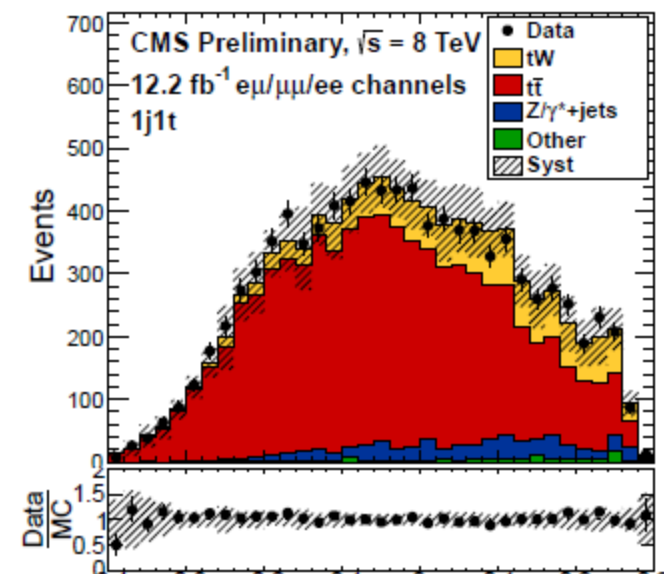 700
600
500
400
300
200
100
0
Events
CMS Preliminary, √s = 8 TeV
12.2 fb⁻¹ eμ/μμ/ee channels
1j1t
Data
tW
tt̄
Z/γ*+jets
Other
Syst
2
1.5
1
0.5
0
Data
MC